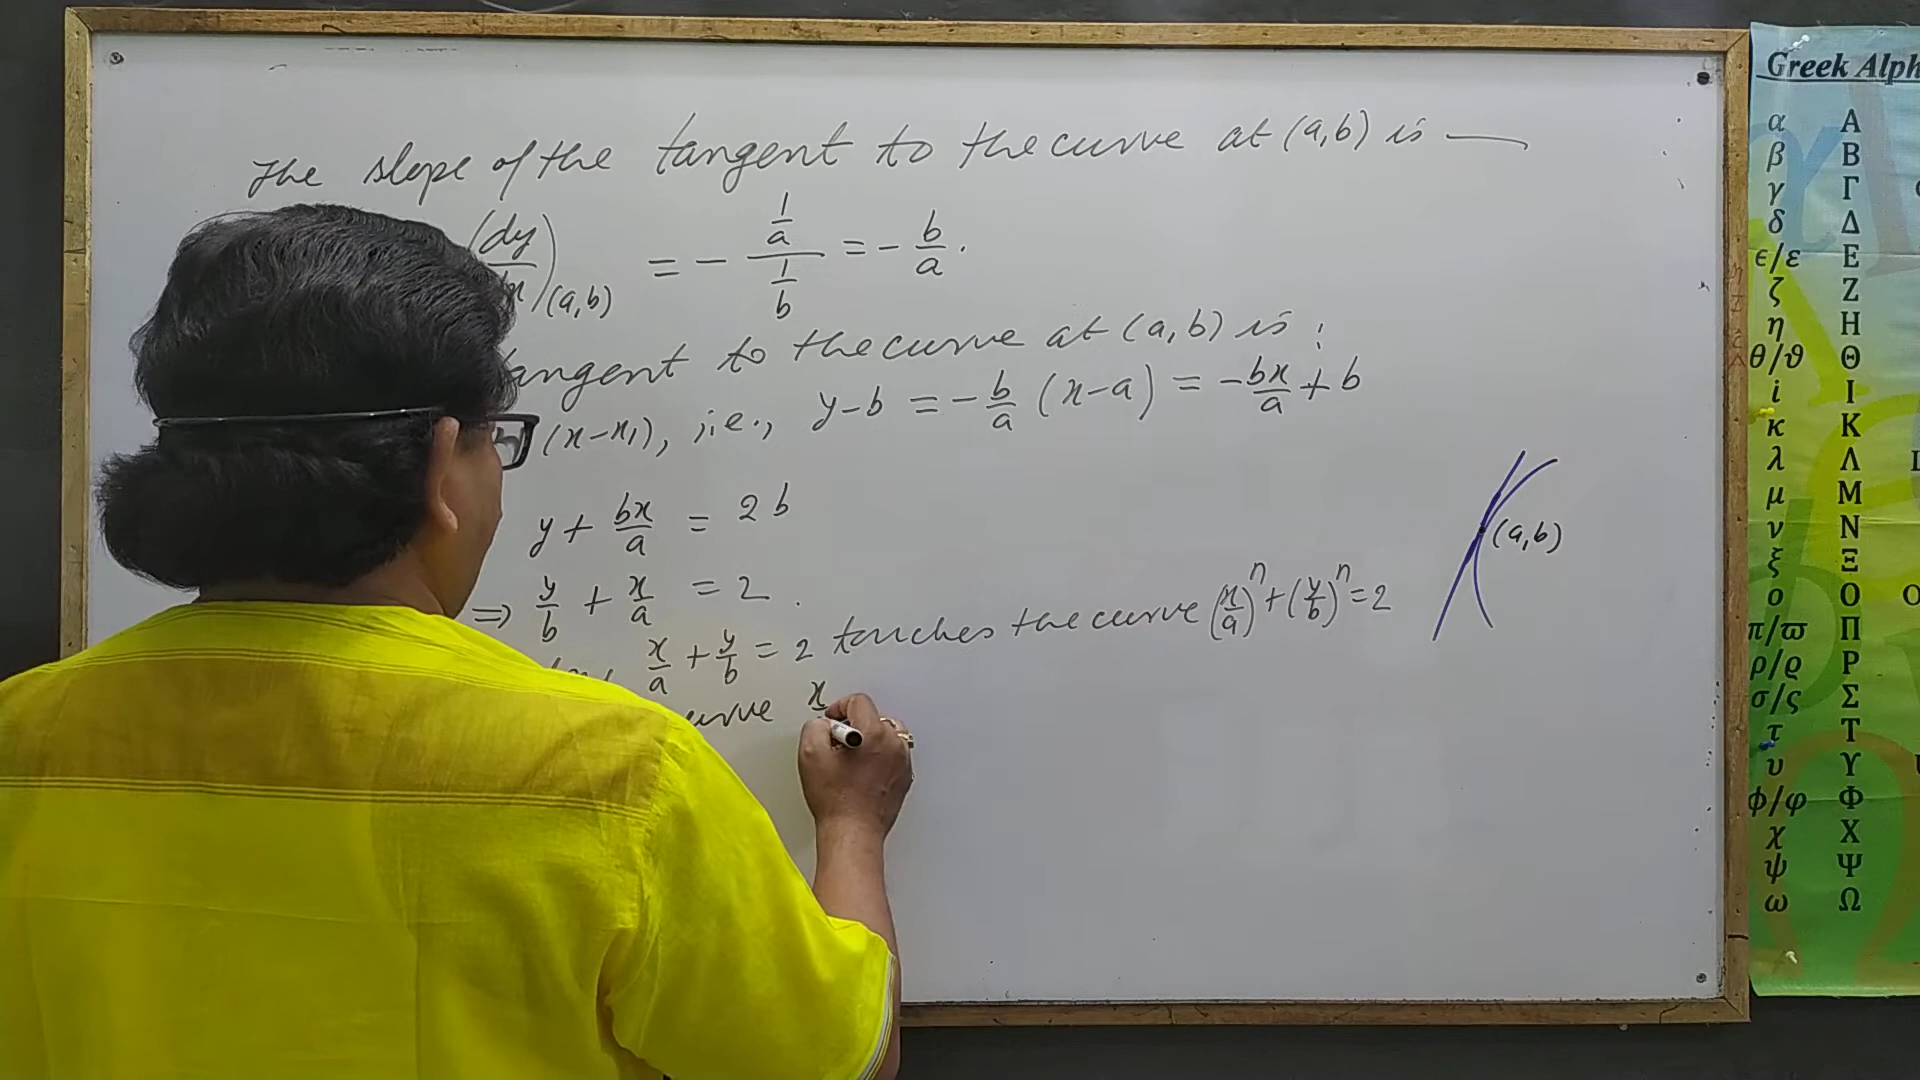 The slope of the tangent to the curve at (a,b) is —
(dy/dx)(a,b) = - (1/a)/(1/b) = - b/a .
tangent to the curve at (a,b) is :
(x-x₁), i.e., y-b = - b/a (x-a) = - bx/a + b
y + bx/a = 2b
⇒ y/b + x/a = 2 .
x/a + y/b = 2 touches the curve (x/a)ⁿ + (y/b)ⁿ = 2
curve x
(a,b)
Greek Alph
α Α
β Β
γ Γ
δ Δ
ϵ/ε Ε
ζ Ζ
η Η
θ/ϑ Θ
i Ι
κ Κ
λ Λ
μ Μ
ν Ν
ξ Ξ
ο Ο
π/ϖ Π
ρ/ϱ Ρ
σ/ς Σ
τ Τ
υ Υ
ϕ/φ Φ
χ Χ
ψ Ψ
ω Ω